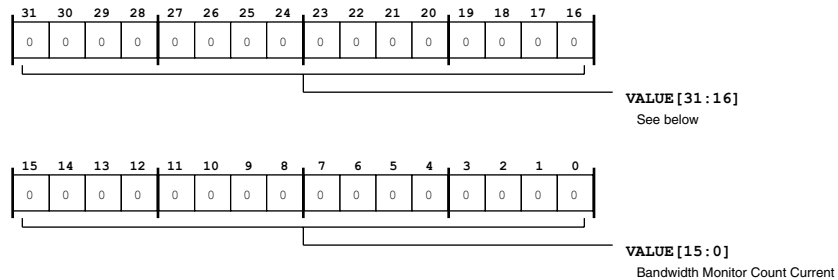 31 30 29 28 27 26 25 24 23 22 21 20 19 18 17 16
0 0 0 0 0 0 0 0 0 0 0 0 0 0 0 0
VALUE[31:16]
See below
15 14 13 12 11 10 9 8 7 6 5 4 3 2 1 0
0 0 0 0 0 0 0 0 0 0 0 0 0 0 0 0
VALUE[15:0]
Bandwidth Monitor Count Current